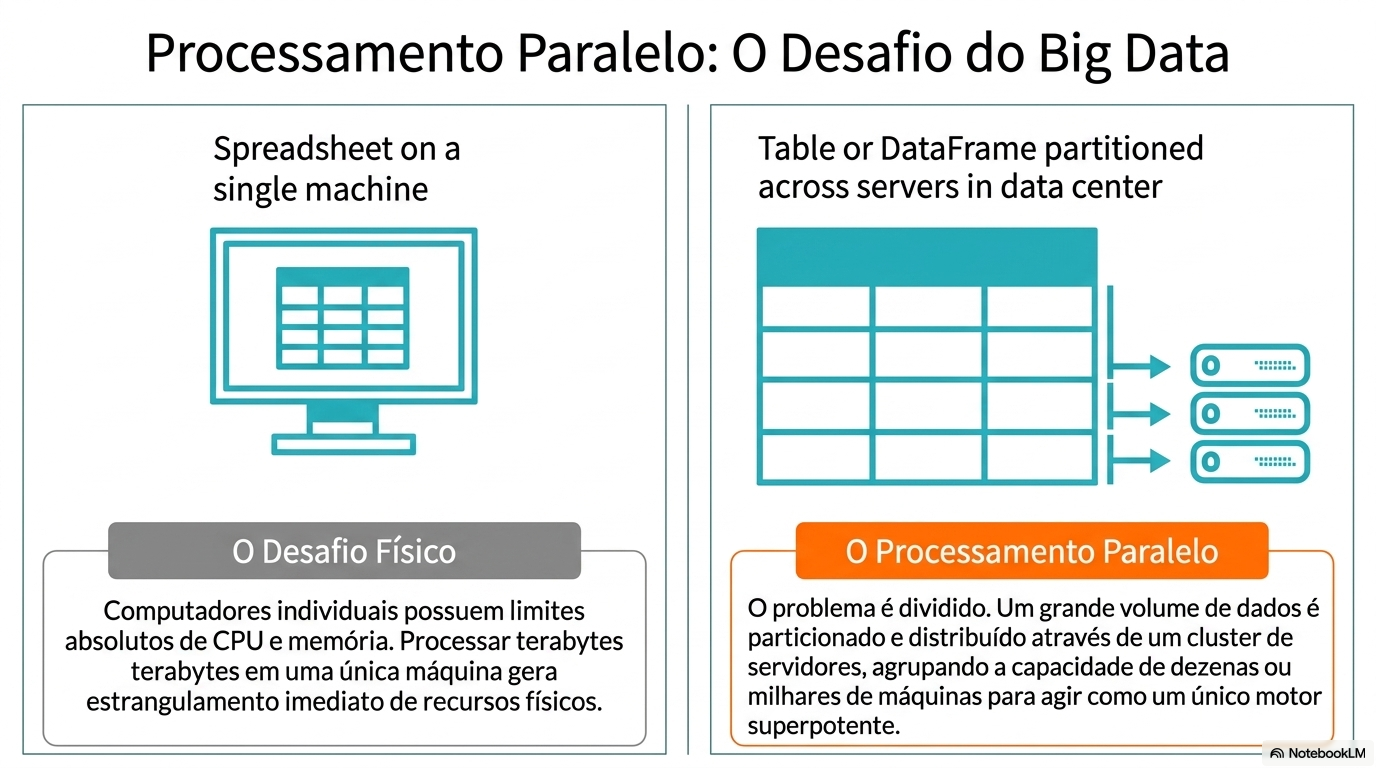 Processamento Paralelo: O Desafio do Big Data
Spreadsheet on a
single machine
O Desafio Físico
Computadores individuais possuem limites
absolutos de CPU e memória. Processar terabytes
terabytes em uma única máquina gera
estrangulamento imediato de recursos físicos.
Table or DataFrame partitioned
across servers in data center
O Processamento Paralelo
O problema é dividido. Um grande volume de dados é
particionado e distribuído através de um cluster de
servidores, agrupando a capacidade de dezenas ou
milhares de máquinas para agir como um único motor
superpotente.
NotebookLM